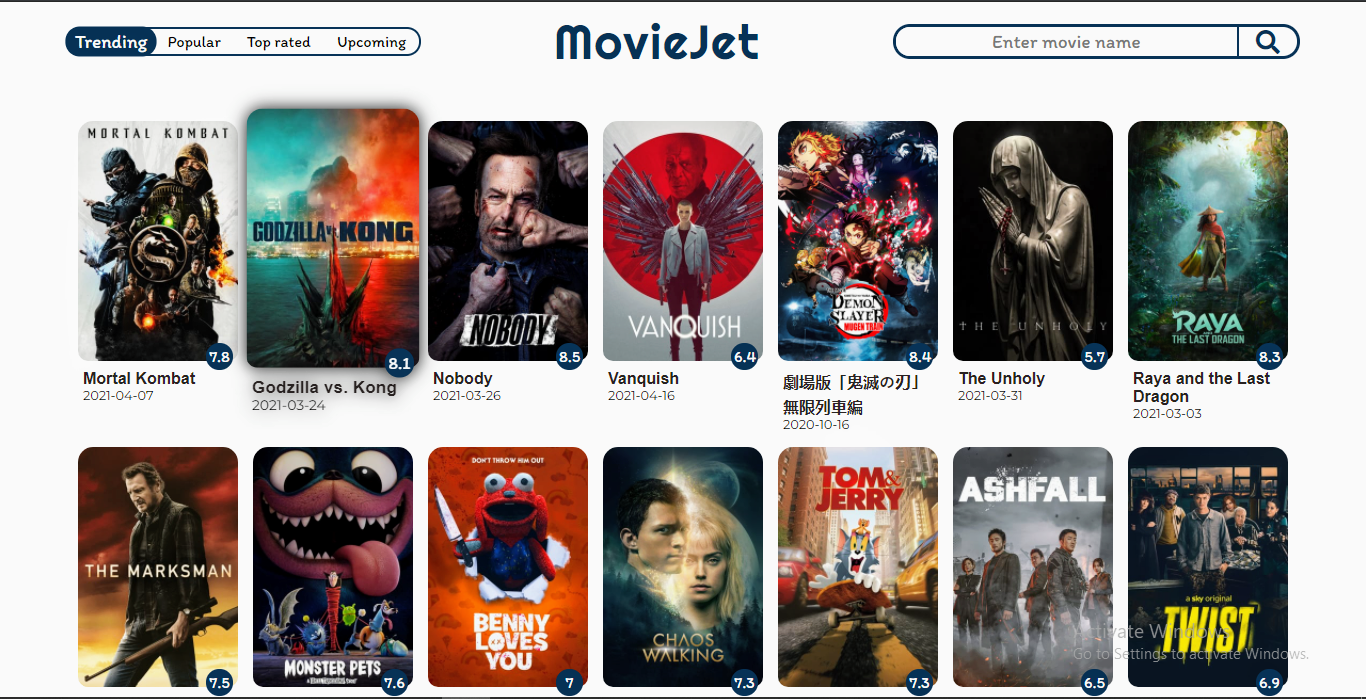 Trending
Popular
Top rated
Upcoming
MovieJet
Enter movie name
MORTAL KOMBAT
GODZILLA vs. KONG
NOBODY
VANQUISH
DEMON
SLAYER
MUGEN TRAIN
THE UNHOLY
RAYA
AND
THE LAST DRAGON
7.8
8.1
8.5
6.4
8.4
5.7
8.3
Mortal Kombat
2021-04-07
Godzilla vs. Kong
2021-03-24
Nobody
2021-03-26
Vanquish
2021-04-16
劇場版「鬼滅の刃」
無限列車編
2020-10-16
The Unholy
2021-03-31
Raya and the Last
Dragon
2021-03-03
THE MARKSMAN
MONSTER PETS
DON'T THROW HIM OUT
BENNY
LOVES
YOU
CHAOS
WALKING
TOM&
JERRY
ASHFALL
a sky original
TWIST
7.5
7.6
7
7.3
7.3
6.5
6.9
Activate Windows
Go to Settings to activate Windows.